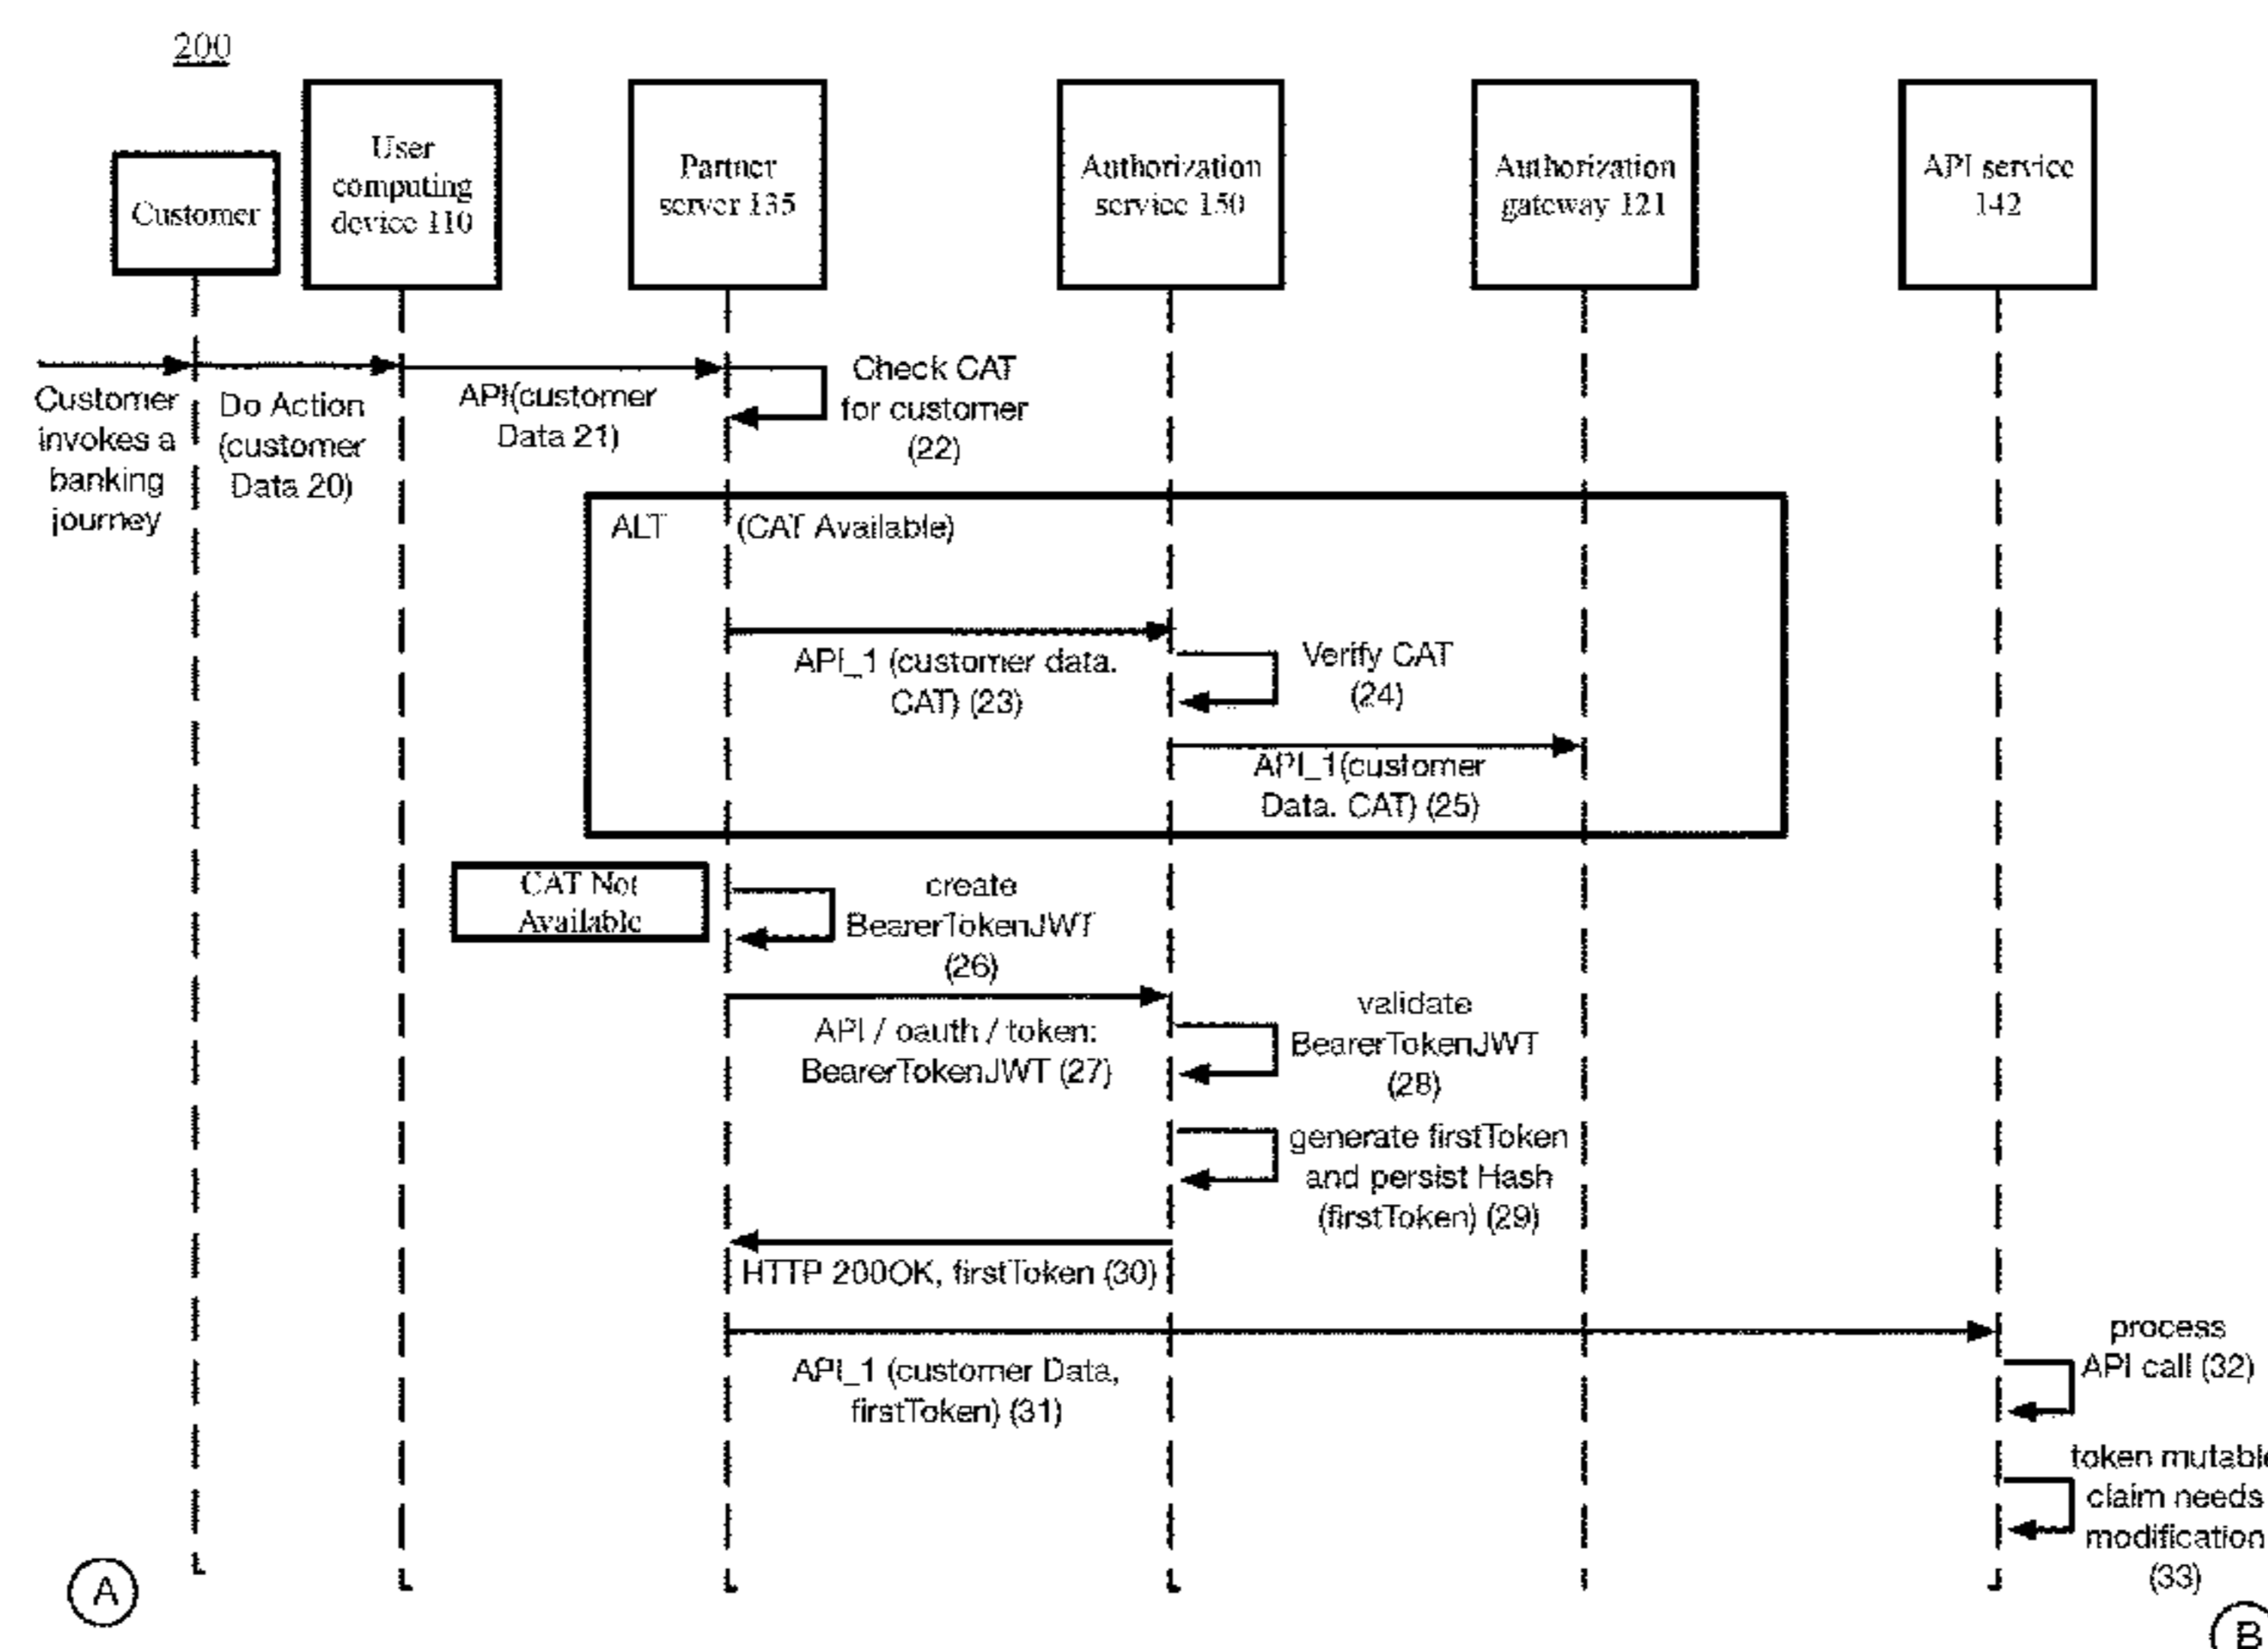 200
Customer
User
computing
device 110
Partner
server 135
Authorization
service 150
Authorization
gateway 121
API service
142
Customer
invokes a
banking
journey
Do Action
(customer
Data 20)
API(customer
Data 21)
Check CAT
for customer
(22)
ALT
(CAT Available)
API_1 (customer data.
CAT) (23)
Verify CAT
(24)
API_1(customer
Data. CAT) (25)
CAT Not
Available
create
BearerTokenJWT
(26)
API / oauth / token:
BearerTokenJWT (27)
validate
BearerTokenJWT
(28)
generate firstToken
and persist Hash
(firstToken) (29)
HTTP 200OK, firstToken (30)
API_1 (customer Data,
firstToken) (31)
process
API call (32)
token mutable
claim needs
modification
(33)
A
B